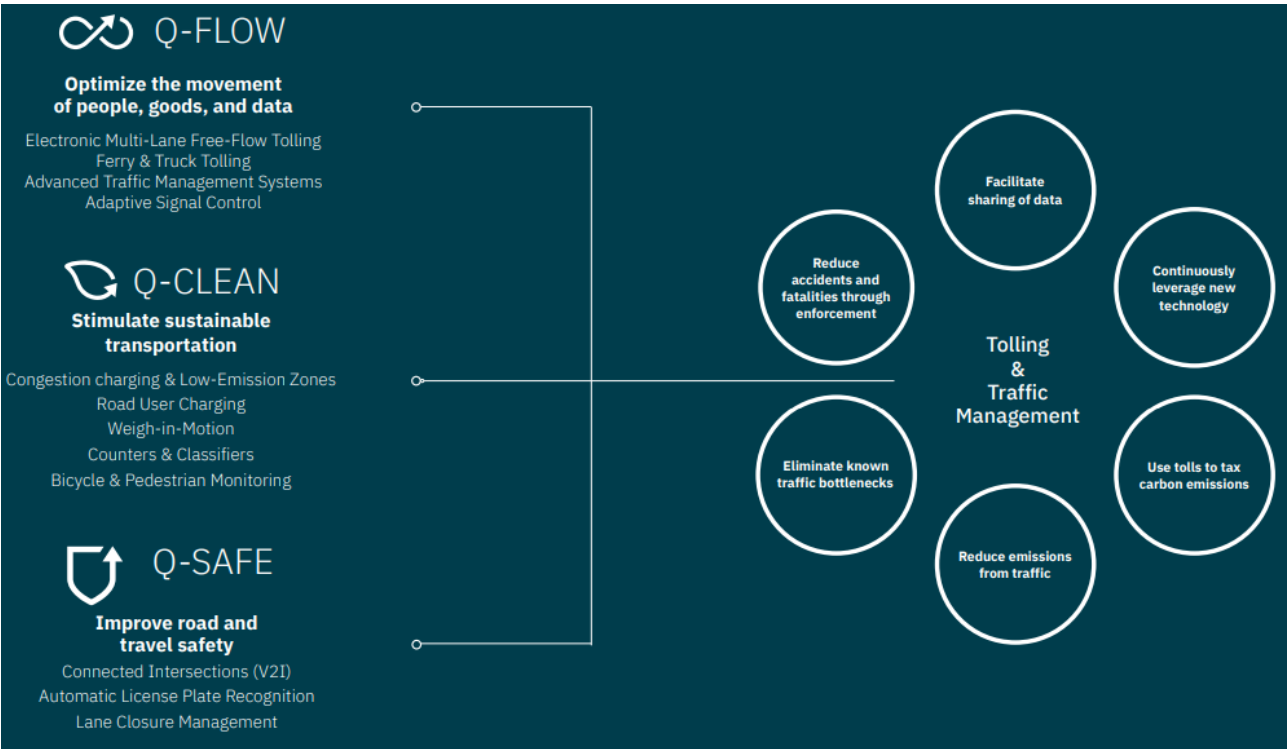 Q-FLOW
Optimize the movement
of people, goods, and data
Electronic Multi-Lane Free-Flow Tolling
Ferry & Truck Tolling
Advanced Traffic Management Systems
Adaptive Signal Control
Q-CLEAN
Stimulate sustainable
transportation
Congestion charging & Low-Emission Zones
Road User Charging
Weigh-in-Motion
Counters & Classifiers
Bicycle & Pedestrian Monitoring
Q-SAFE
Improve road and
travel safety
Connected Intersections (V2I)
Automatic License Plate Recognition
Lane Closure Management
Facilitate
sharing of data
Reduce
accidents and
fatalities through
enforcement
Continuously
leverage new
technology
Tolling
&
Traffic
Management
Eliminate known
traffic bottlenecks
Use tolls to tax
carbon emissions
Reduce emissions
from traffic